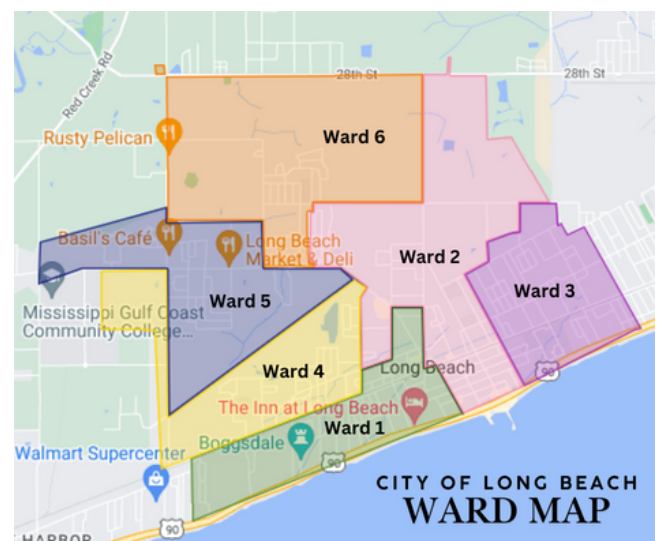 28th St
28th St
Red Creek Rd
Rusty Pelican
Ward 6
Basil's Café
Long Beach
Market & Deli
Ward 2
Ward 3
Mississippi Gulf Coast
Community College...
Ward 5
90
Ward 4
Long Beach
The Inn at Long Beach
Ward 1
Boggsdale
Walmart Supercenter
90
CITY OF LONG BEACH
WARD MAP
90
HARBOR